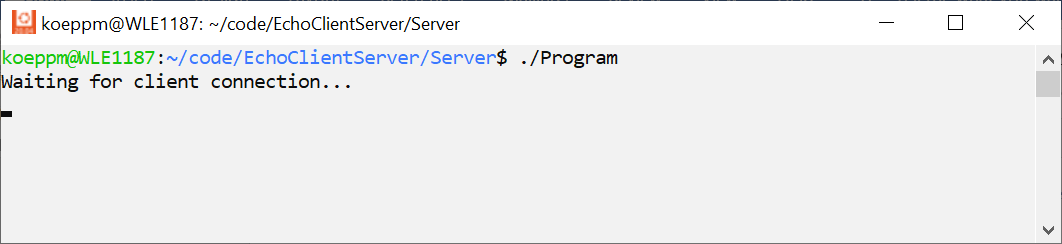 koeppm@WLE1187: ~/code/EchoClientServer/Server
koeppm@WLE1187:~/code/EchoClientServer/Server$ ./Program
Waiting for client connection...